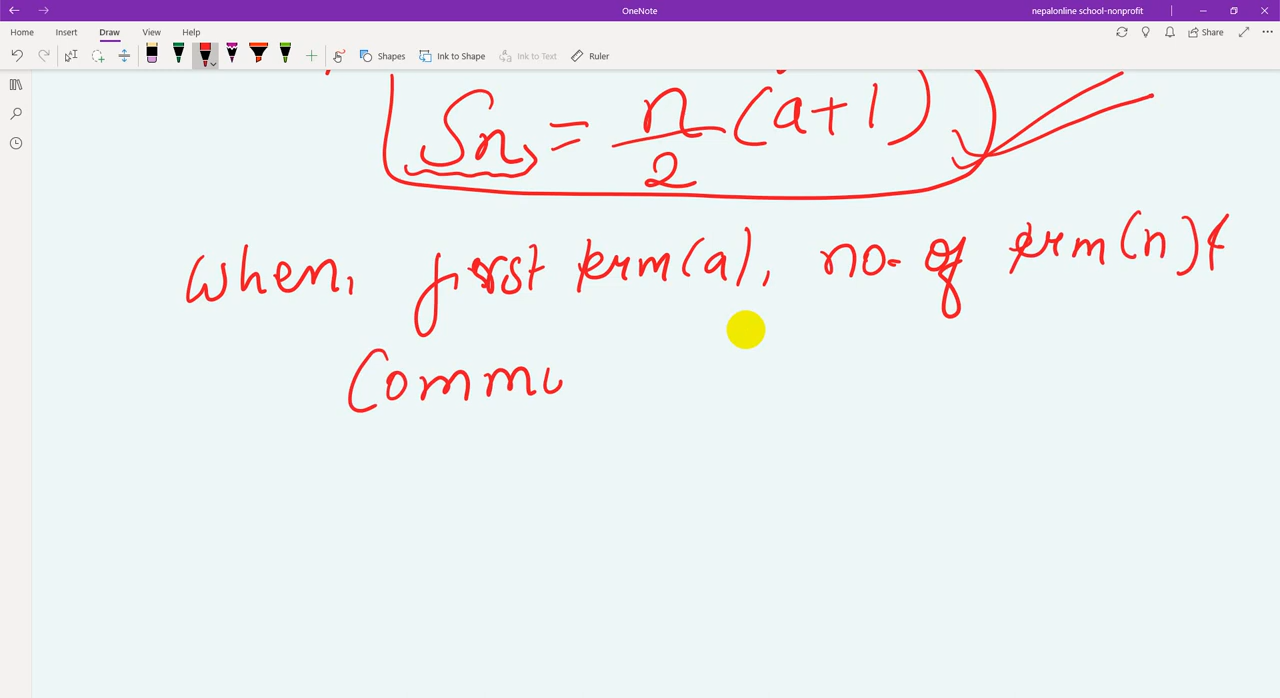 OneNote
nepalonline school-nonprofit
Home Insert Draw View Help
Share
Shapes Ink to Shape Ink to Text Ruler
Sn = n/2 (a+l)
when, first term(a), no. of term(n) &
Commo